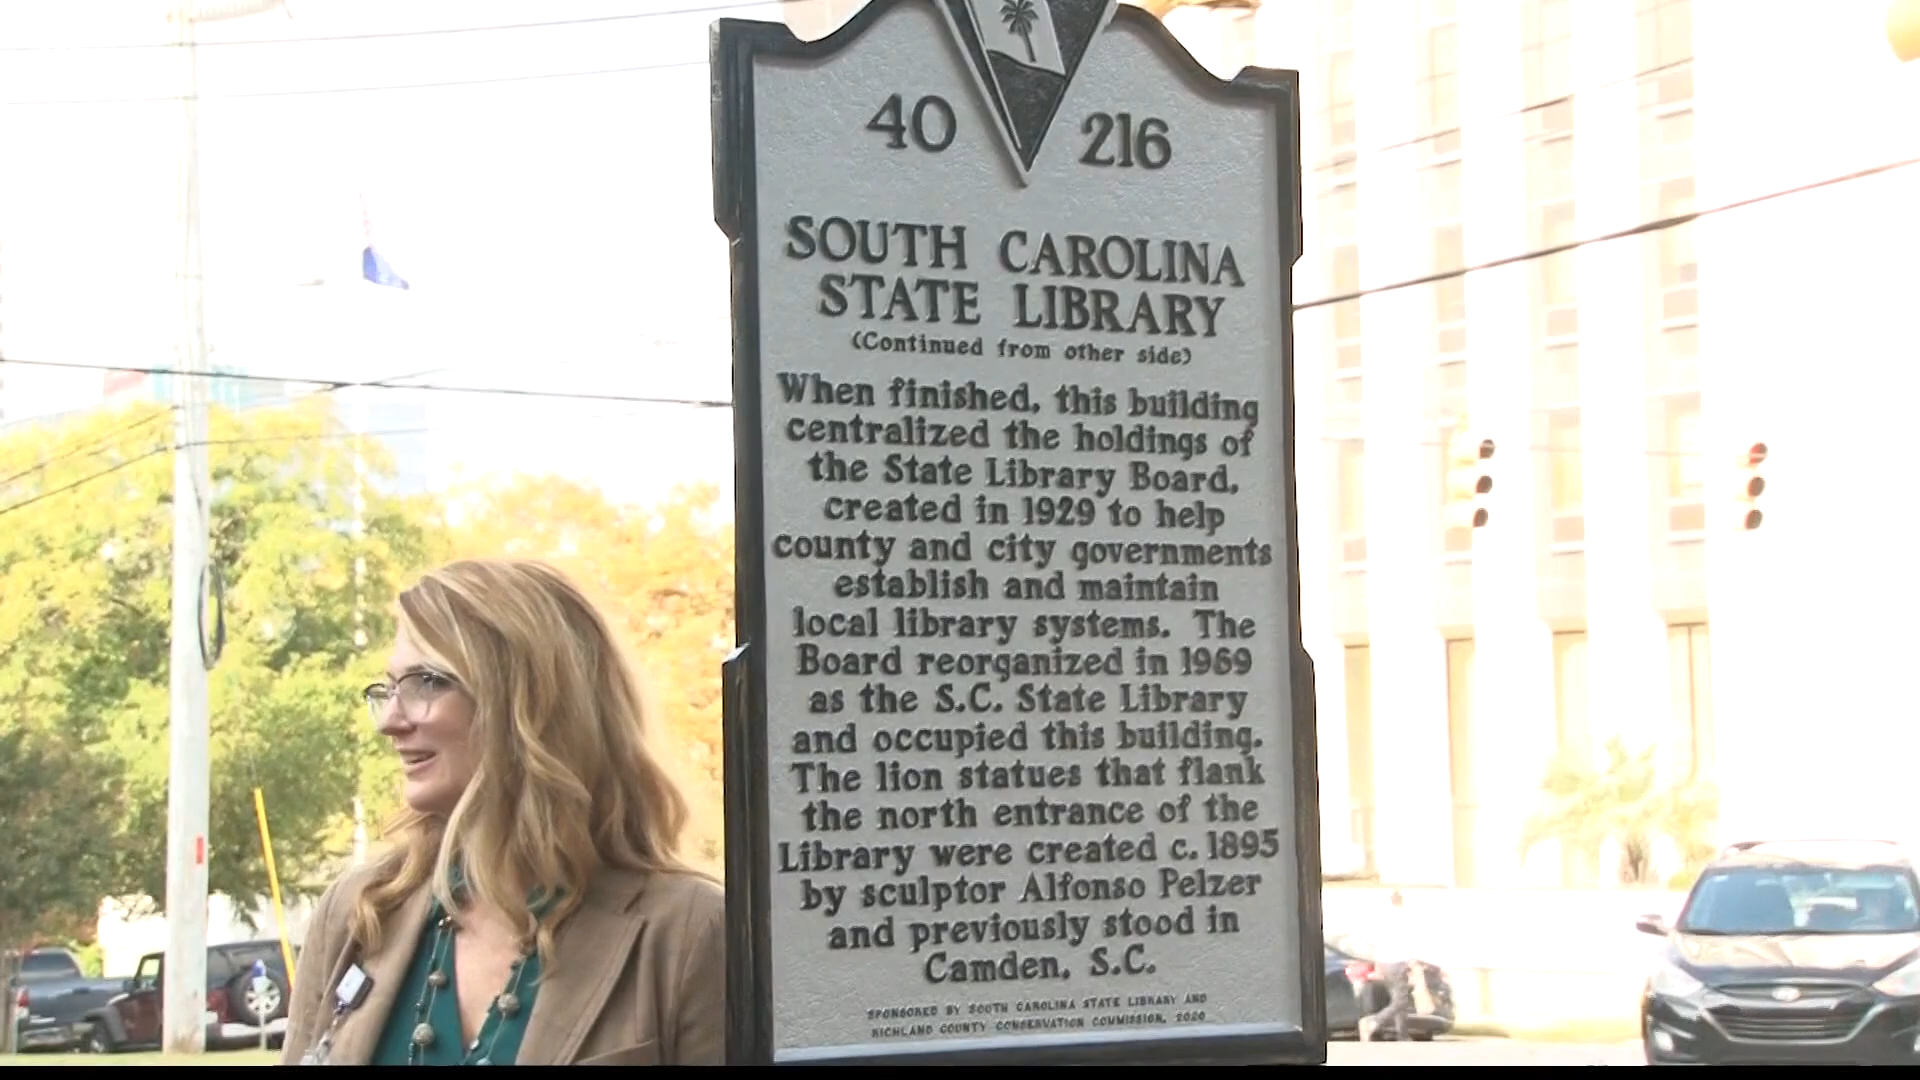 40 216
SOUTH CAROLINA
STATE LIBRARY
(Continued from other side)
When finished, this building
centralized the holdings of
the State Library Board,
created in 1929 to help
county and city governments
establish and maintain
local library systems. The
Board reorganized in 1969
as the S.C. State Library
and occupied this building.
The lion statues that flank
the north entrance of the
Library were created c. 1895
by sculptor Alfonso Pelzer
and previously stood in
Camden, S.C.
SPONSORED BY SOUTH CAROLINA STATE LIBRARY AND
RICHLAND COUNTY CONSERVATION COMMISSION, 2020